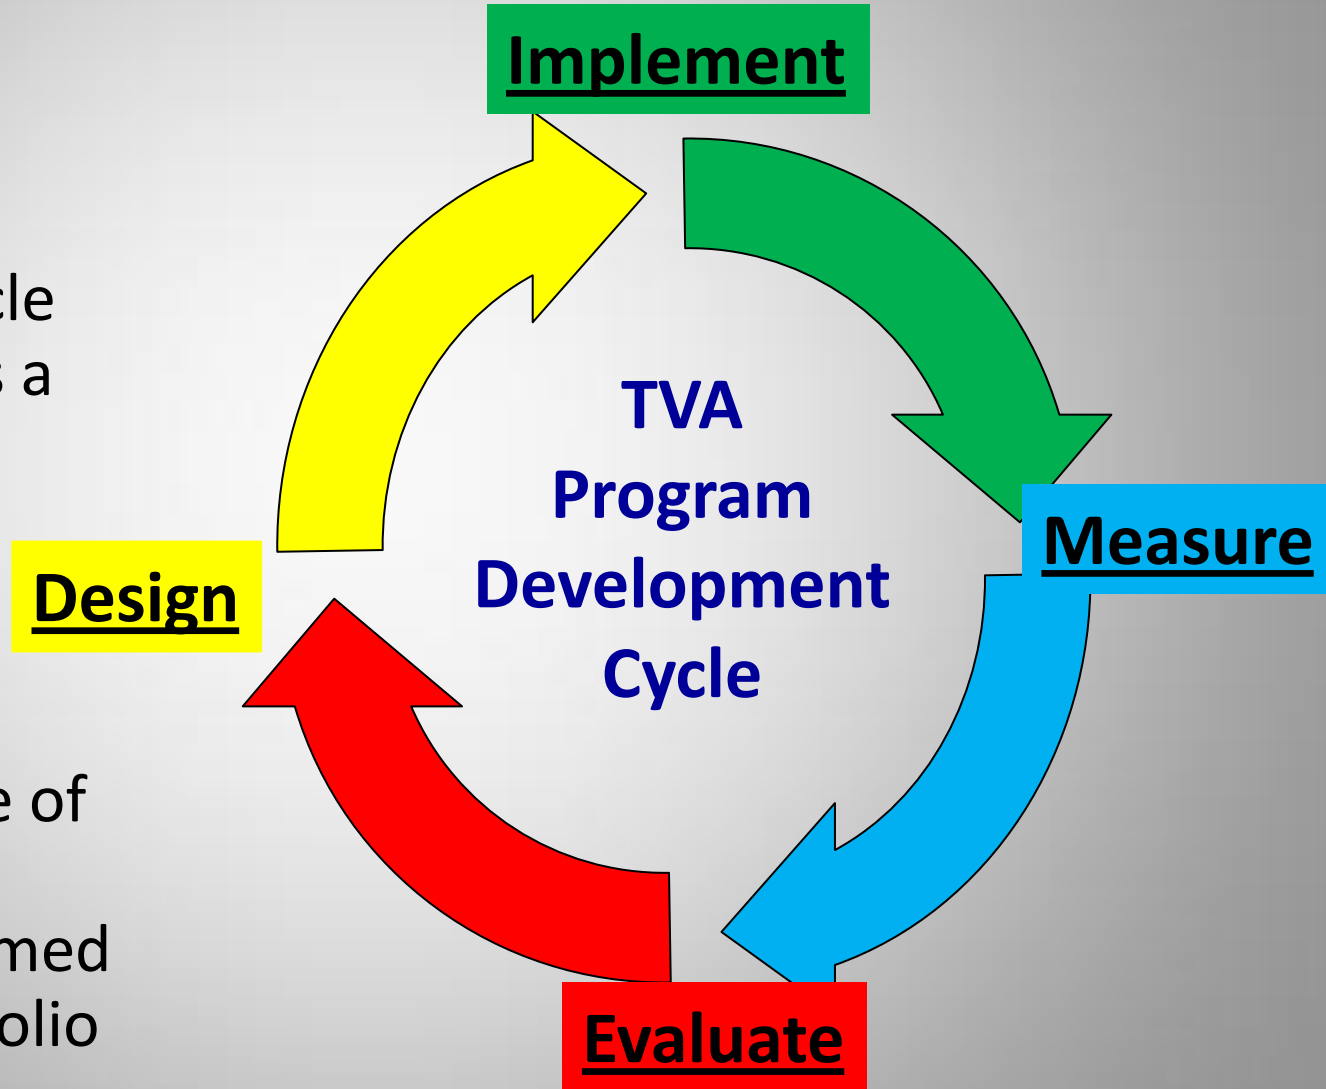 Implement
cle
s a
TVA
Program
Development
Cycle
Measure
Design
e of
med
olio
Evaluate